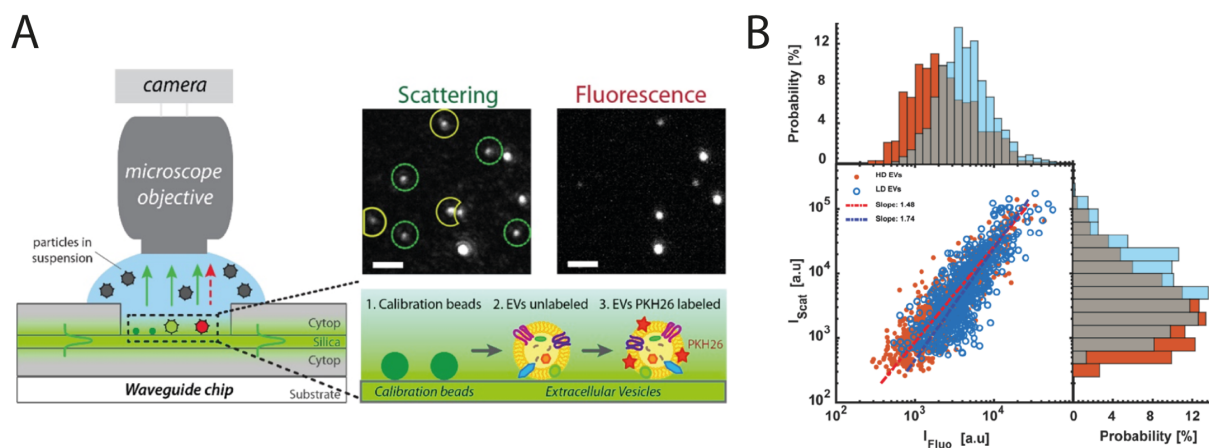 A
camera
microscope
objective
particles in
suspension
Cytop
Silica
Cytop
Waveguide chip
Substrate
Scattering
Fluorescence
1. Calibration beads
2. EVs unlabeled
3. EVs PKH26 labeled
PKH26
Calibration beads
Extracellular Vesicles
B
Probability [%]
12
8
4
0
HD EVs
LD EVs
Slope: 1.48
Slope: 1.74
I_Scat [a.u]
10^5
10^4
10^3
10^2
10^2
10^3
10^4
I_Fluo [a.u]
0
4
8
12
Probability [%]